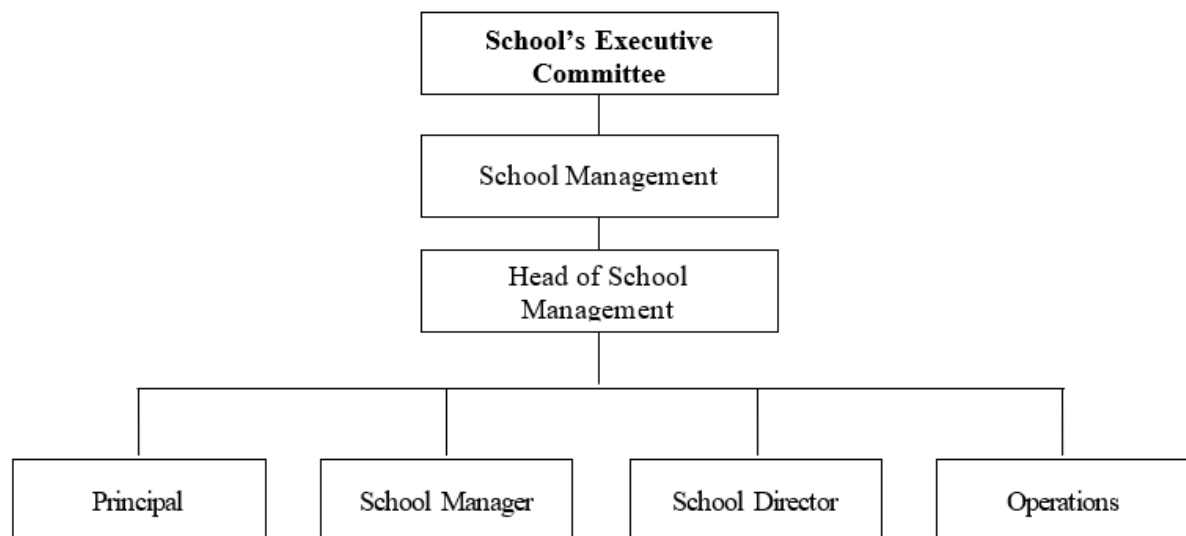 School’s Executive
Committee
School Management
Head of School
Management
Principal
School Manager
School Director
Operations